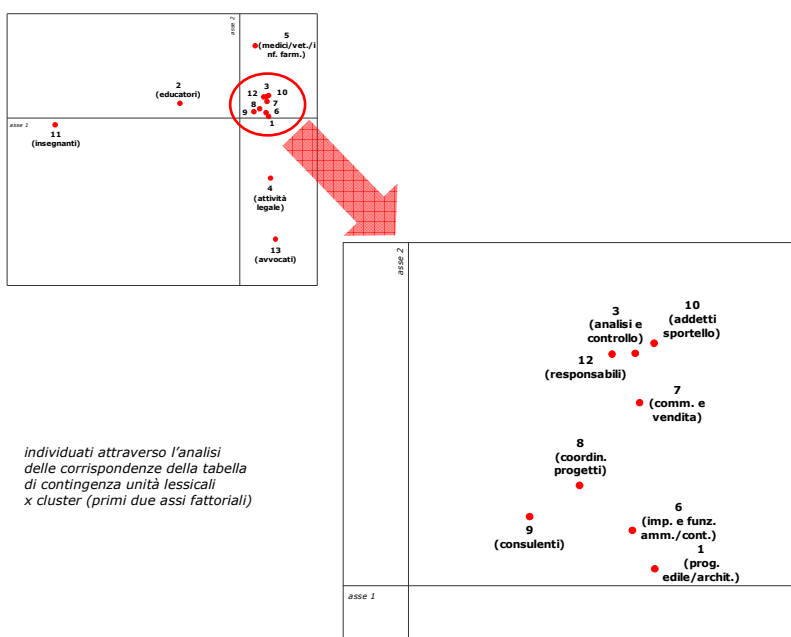 asse 2
5
(medici/vet./i
nf. farm.)
2
(educatori)
3
12
10
8
7
9
6
1
asse 1
11
(insegnanti)
4
(attività
legale)
13
(avvocati)
asse 2
10
(addetti
sportello)
3
(analisi e
controllo)
12
(responsabili)
7
(comm. e
vendita)
8
(coordin.
progetti)
6
(imp. e funz.
amm./cont.)
9
(consulenti)
1
(prog.
edile/archit.)
asse 1
individuati attraverso l'analisi
delle corrispondenze della tabella
di contingenza unità lessicali
x cluster (primi due assi fattoriali)